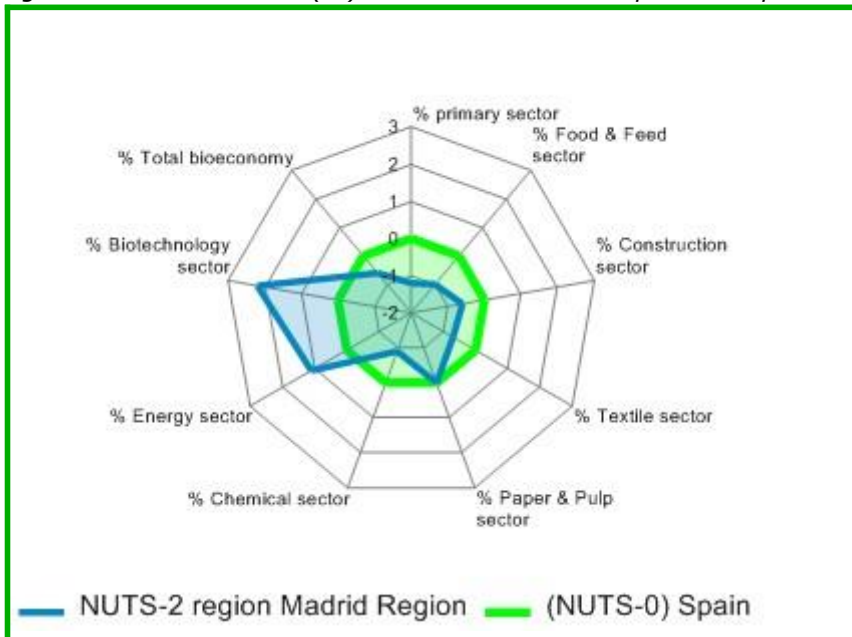 % primary sector
3
% Food & Feed
sector
% Total bioeconomy
2
1
% Biotechnology
sector
0
% Construction
sector
-1
-2
% Energy sector
% Textile sector
% Chemical sector
% Paper & Pulp
sector
NUTS-2 region Madrid Region
(NUTS-0) Spain